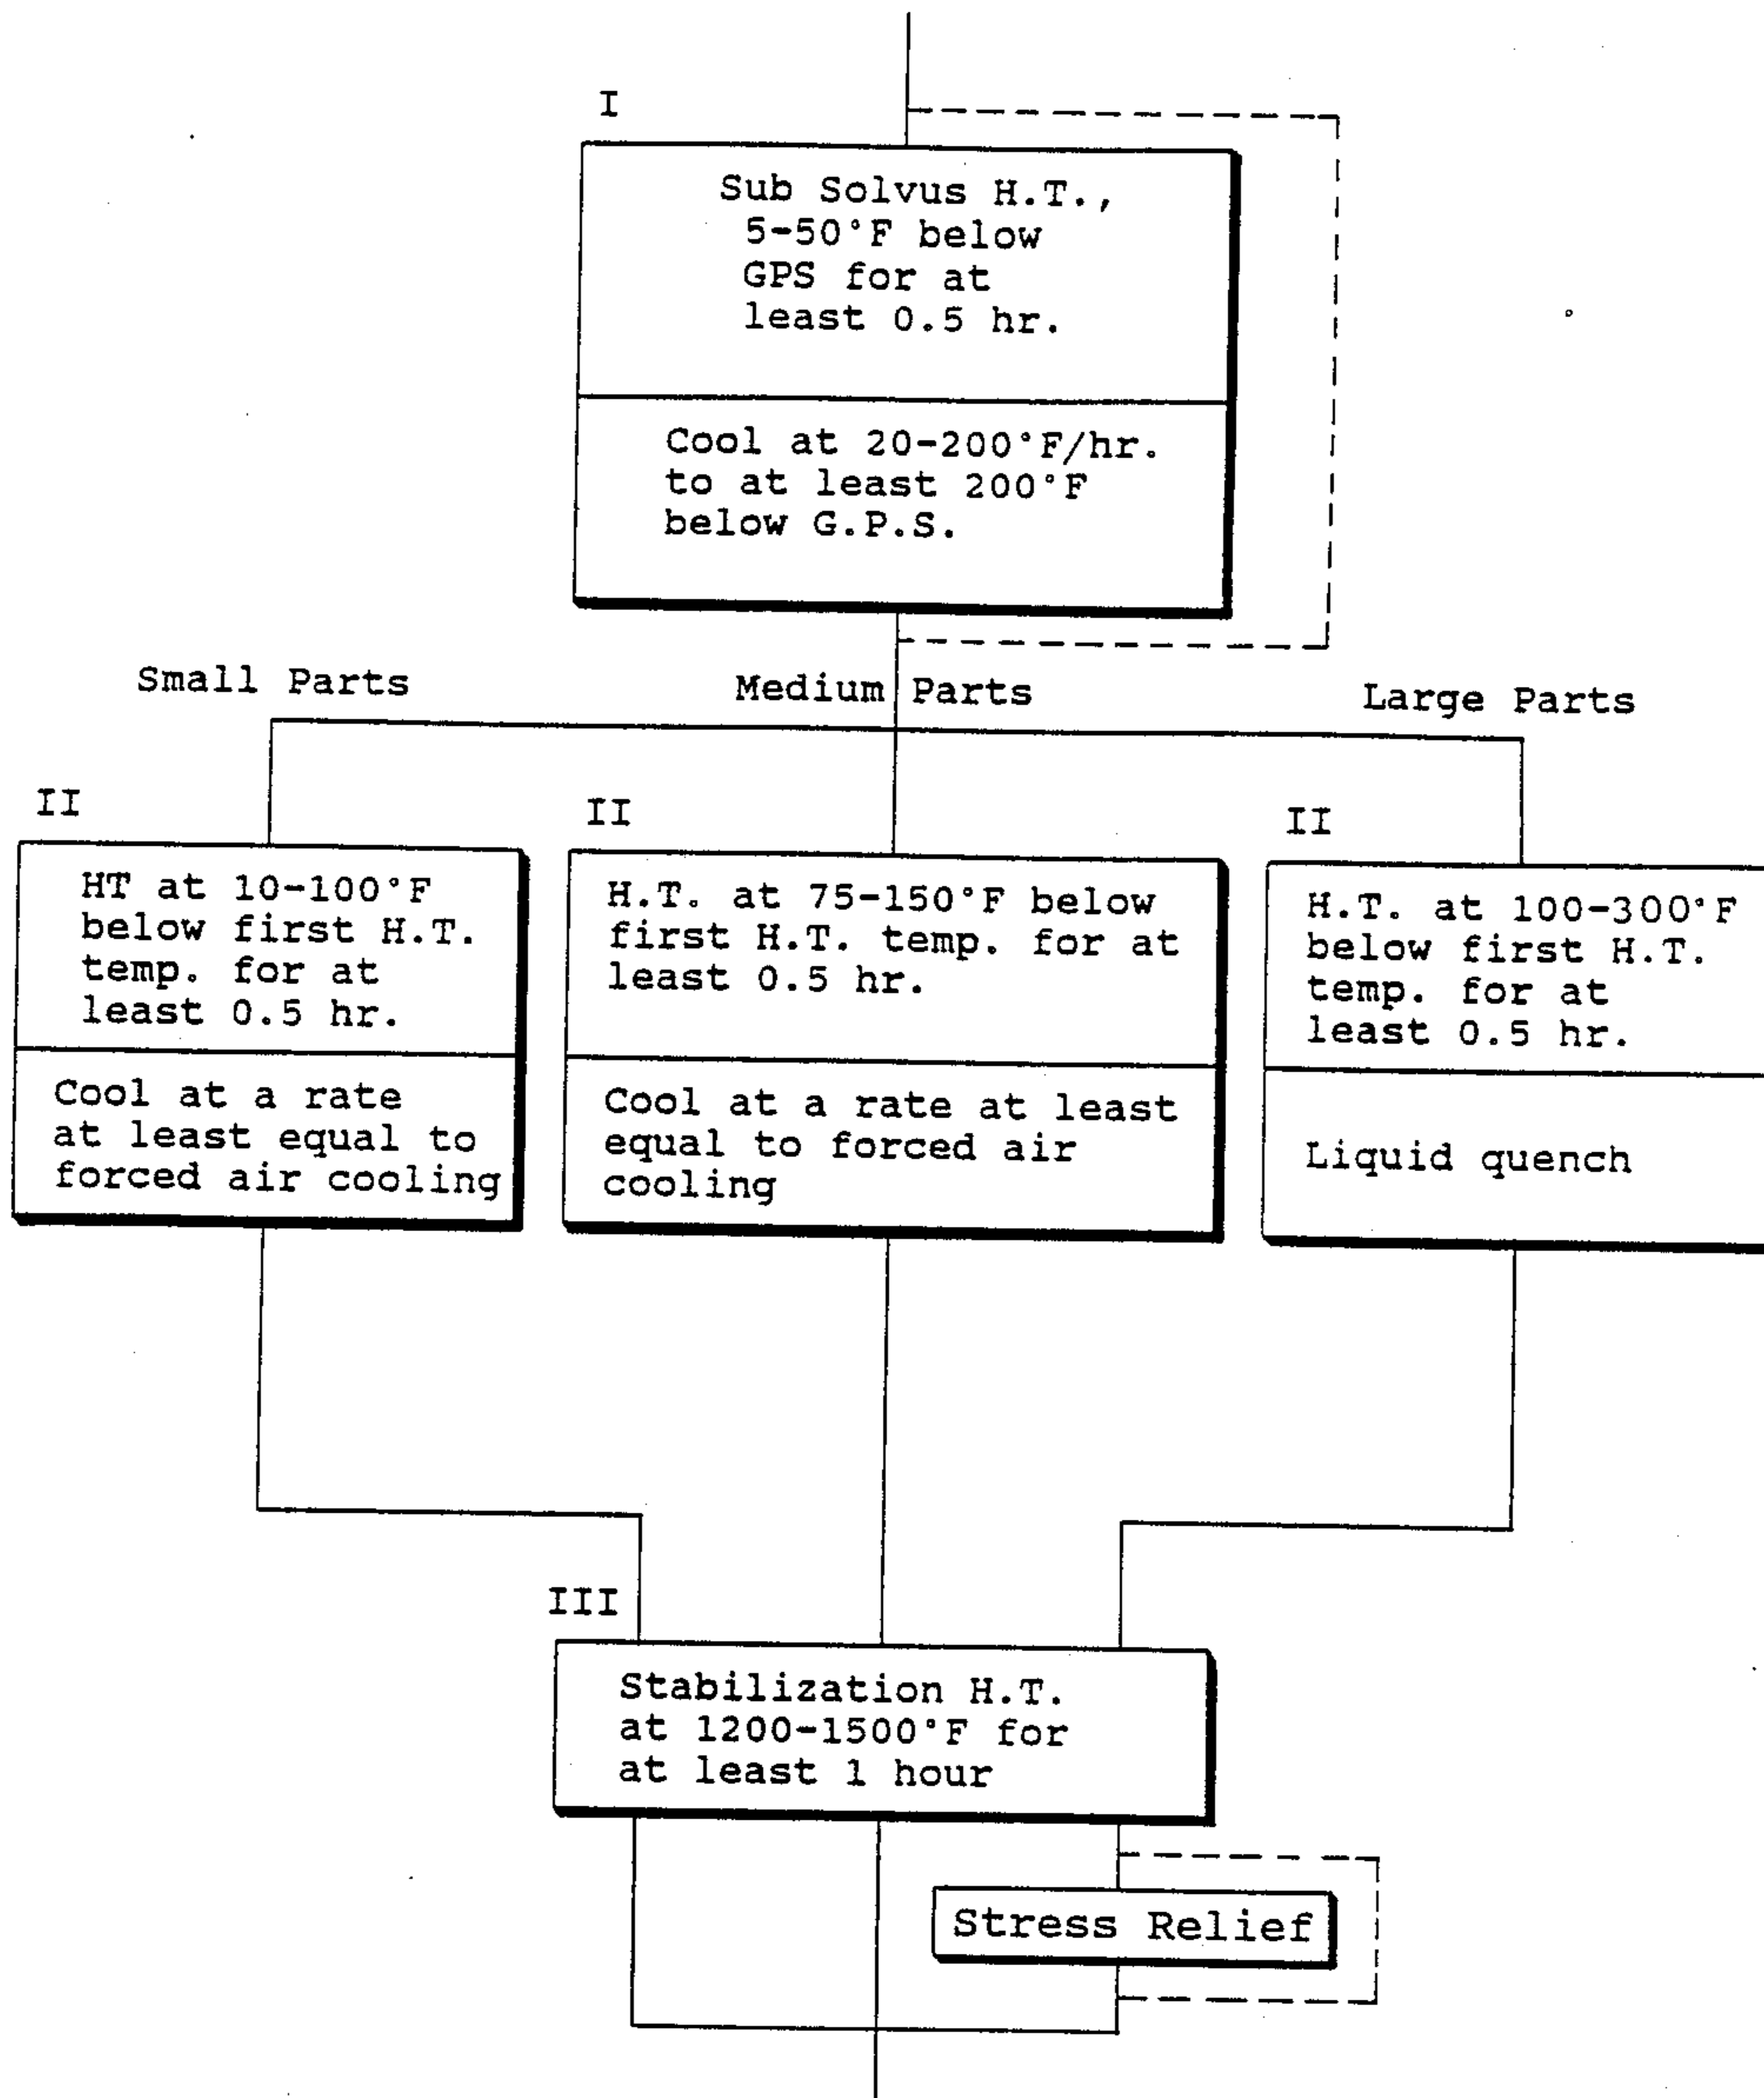 I
Sub Solvus H.T.,
5-50°F below
GPS for at
least 0.5 hr.
Cool at 20-200°F/hr.
to at least 200°F
below G.P.S.
Small Parts
Medium Parts
Large Parts
II
HT at 10-100°F
below first H.T.
temp. for at
least 0.5 hr.
Cool at a rate
at least equal to
forced air cooling
II
H.T. at 75-150°F below
first H.T. temp. for at
least 0.5 hr.
Cool at a rate at least
equal to forced air
cooling
II
H.T. at 100-300°F
below first H.T.
temp. for at
least 0.5 hr.
Liquid quench
III
Stabilization H.T.
at 1200-1500°F for
at least 1 hour
Stress Relief